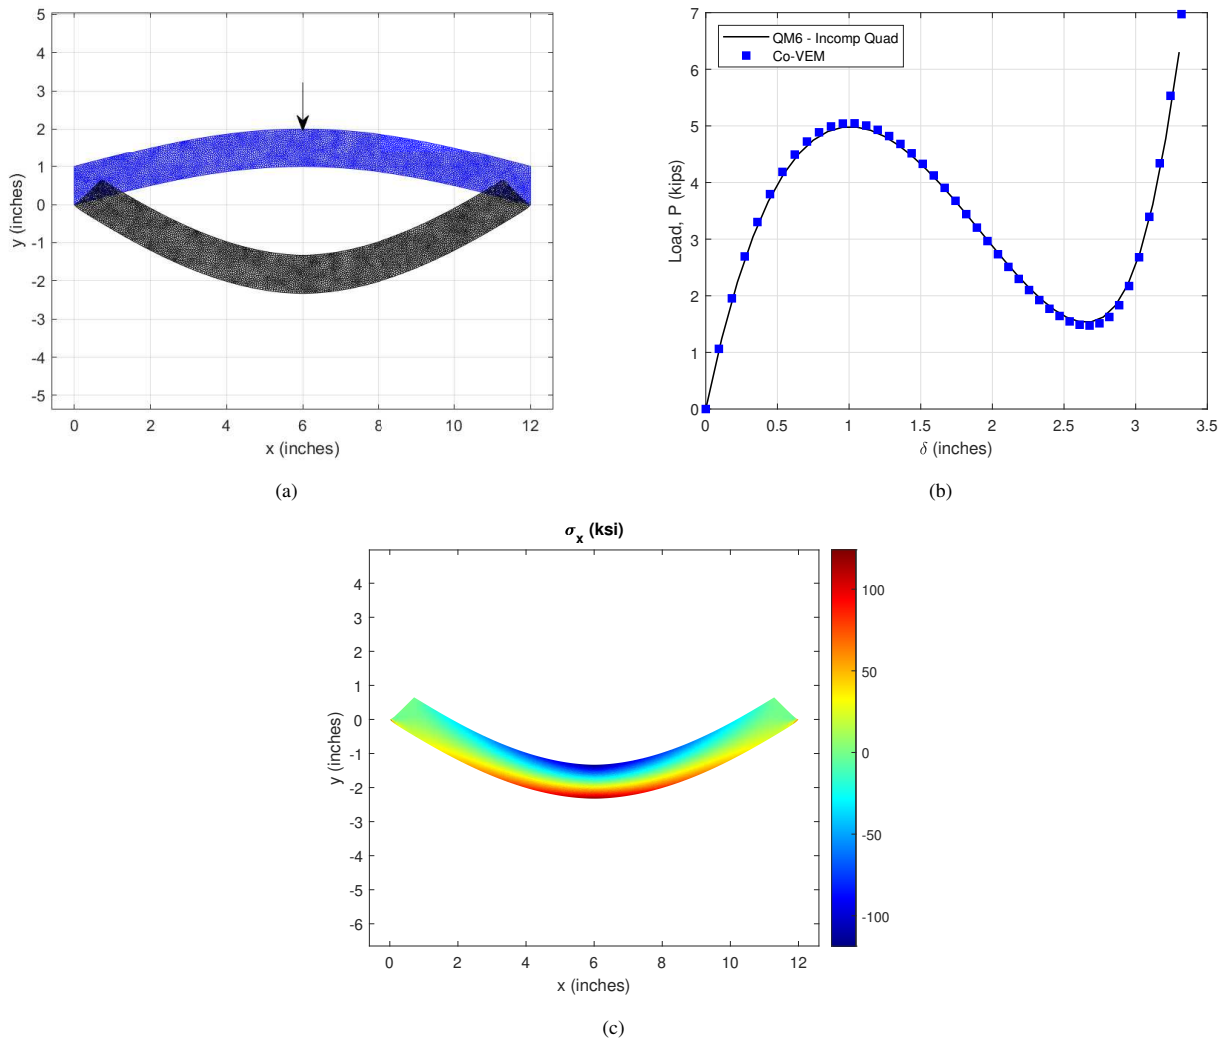 5
4
3
2
1
0
-1
-2
-3
-4
-5
y (inches)
0 2 4 6 8 10 12
x (inches)
(a)
7
6
5
4
3
2
1
0
Load, P (kips)
QM6 - Incomp Quad
Co-VEM
0 0.5 1 1.5 2 2.5 3 3.5
δ (inches)
(b)
σx (ksi)
4
3
2
1
0
-1
-2
-3
-4
-5
-6
y (inches)
0 2 4 6 8 10 12
x (inches)
100
50
0
-50
-100
(c)